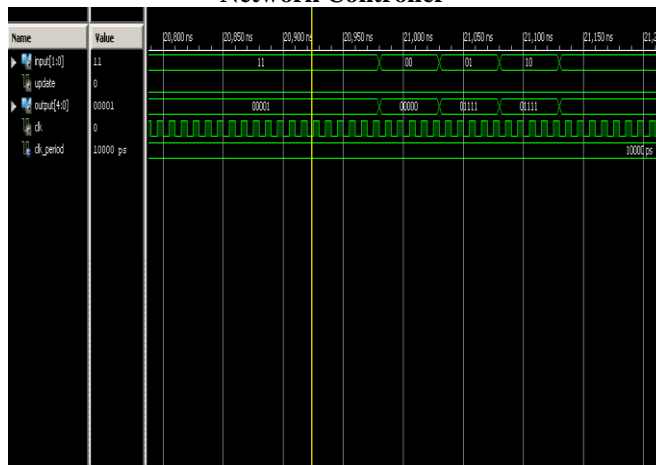 Network Controller
Name Value 20,800 ns 20,850 ns 20,900 ns 20,950 ns 21,000 ns 21,050 ns 21,100 ns 21,150 ns 21,2
input[1:0] 11 11 00 01 10
update 0
output[4:0] 00001 00001 00000 01111 01111
clk 0
clk_period 10000 ps 10000 ps